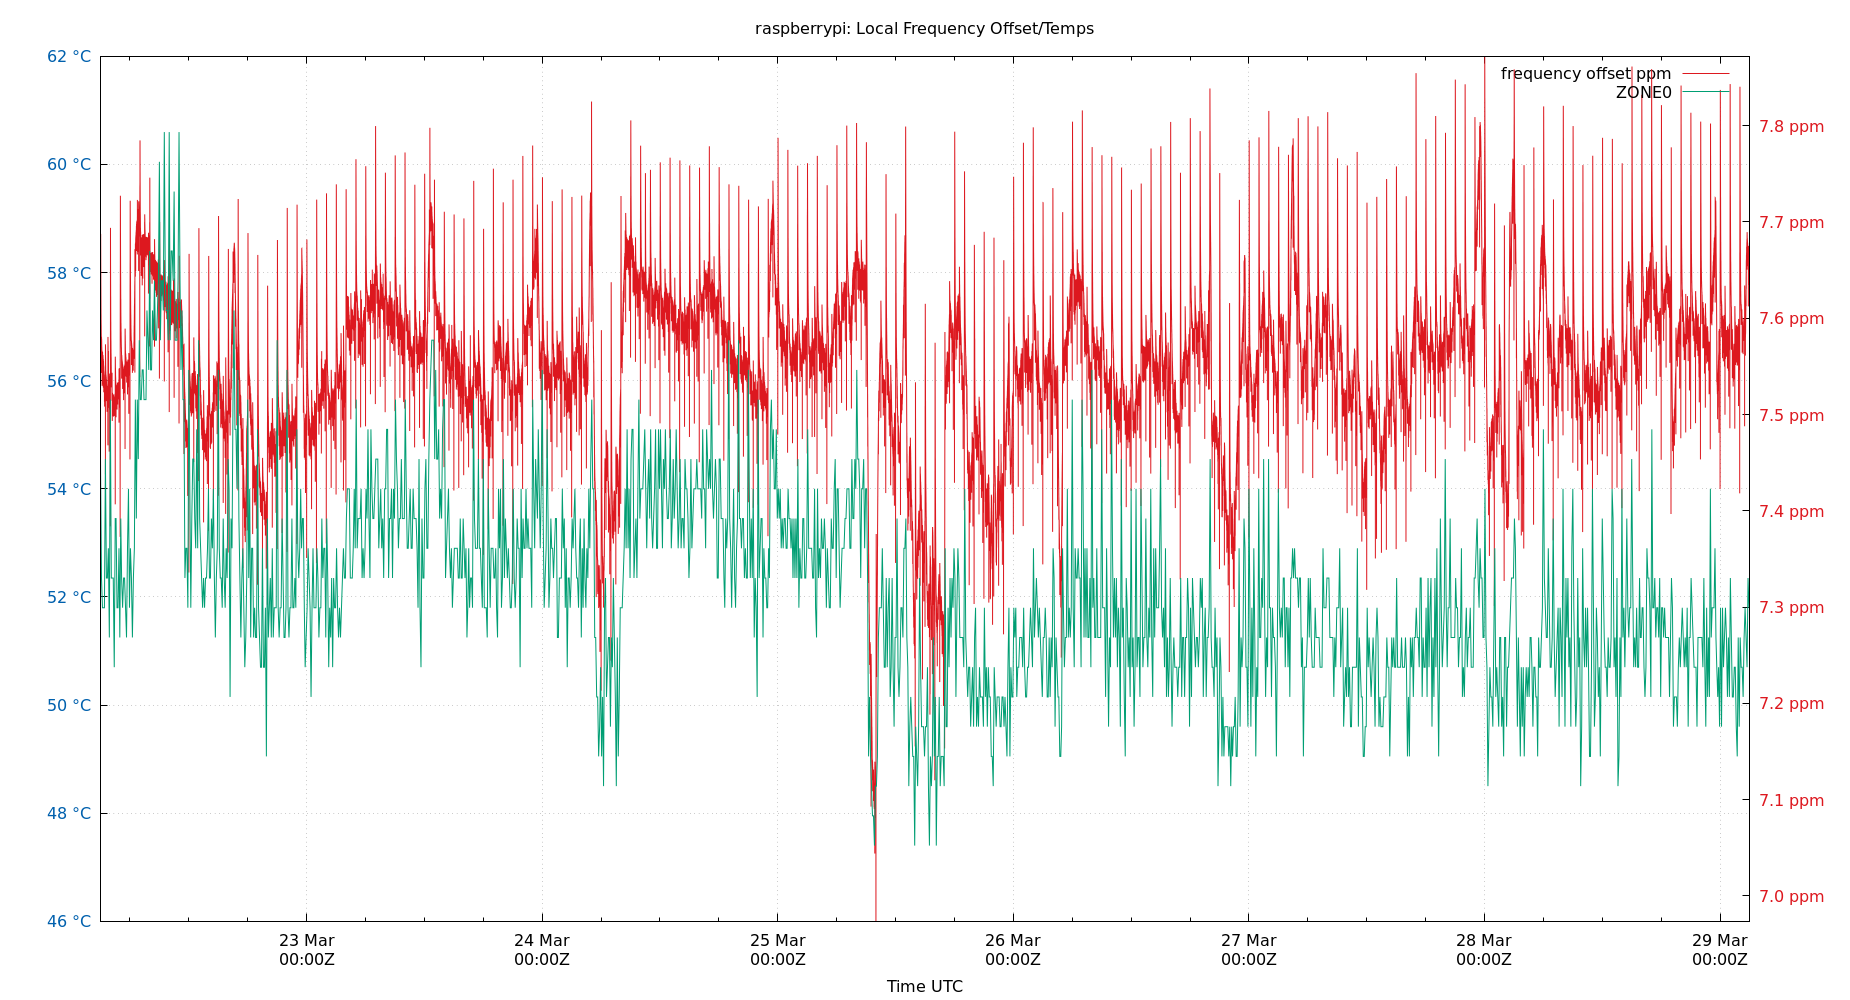 raspberrypi: Local Frequency Offset/Temps
62 °C
60 °C
58 °C
56 °C
54 °C
52 °C
50 °C
48 °C
46 °C
frequency offset ppm
ZONE0
7.8 ppm
7.7 ppm
7.6 ppm
7.5 ppm
7.4 ppm
7.3 ppm
7.2 ppm
7.1 ppm
7.0 ppm
23 Mar
00:00Z
24 Mar
00:00Z
25 Mar
00:00Z
26 Mar
00:00Z
27 Mar
00:00Z
28 Mar
00:00Z
29 Mar
00:00Z
Time UTC